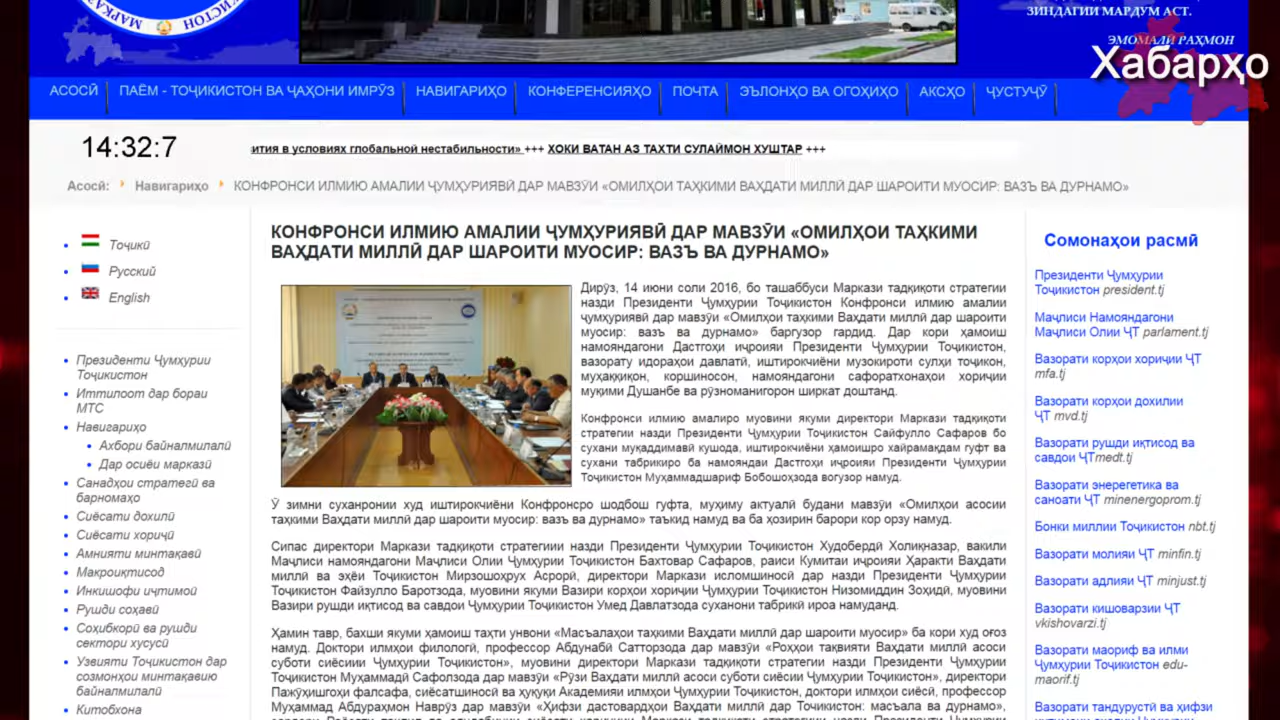 ЗИНДАГИИ МАРДУМ АСТ.
ЭМОМАЛӢ РАҲМОН
Хабарҳо
АСОСӢ
ПАЁМ - ТОҶИКИСТОН ВА ҶАҲОНИ ИМРӮЗ
НАВИГАРИҲО
КОНФЕРЕНСИЯҲО
ПОЧТА
ЭЪЛОНҲО ВА ОГОҲИҲО
АКСҲО
ҶУСТУҶӮ
14:32:7
ития в условиях глобальной нестабильности» +++ ХОКИ ВАТАН АЗ ТАХТИ СУЛАЙМОН ХУШТАР +++
Асосӣ: Навигариҳо КОНФРОНСИ ИЛМИЮ АМАЛИИ ҶУМҲУРИЯВӢ ДАР МАВЗӮИ «ОМИЛҲОИ ТАҲКИМИ ВАҲДАТИ МИЛЛӢ ДАР ШАРОИТИ МУОСИР: ВАЗЪ ВА ДУРНАМО»
Тоҷикӣ
Русский
English
Президенти Ҷумҳурии
Тоҷикистон
Иттилоот дар бораи
МТС
Навигариҳо
Ахбори байналмилалӣ
Дар осиёи марказӣ
Санадҳои стратегӣ ва
барномаҳо
Сиёсати дохилӣ
Сиёсати хориҷӣ
Амнияти минтақавӣ
Макроиқтисод
Инкишофи иҷтимоӣ
Рушди соҳавӣ
Соҳибкорӣ ва рушди
сектори хусусӣ
Узвияти Тоҷикистон дар
созмонҳои минтақавию
байналмилалӣ
Китобхона
КОНФРОНСИ ИЛМИЮ АМАЛИИ ҶУМҲУРИЯВӢ ДАР МАВЗӮИ «ОМИЛҲОИ ТАҲКИМИ
ВАҲДАТИ МИЛЛӢ ДАР ШАРОИТИ МУОСИР: ВАЗЪ ВА ДУРНАМО»
Дирӯз, 14 июни соли 2016, бо ташаббуси Маркази тадқиқоти стратегии
назди Президенти Ҷумҳурии Тоҷикистон Конфронси илмию амалии
ҷумҳуриявӣ дар мавзӯи «Омилҳои таҳкими Ваҳдати миллӣ дар шароити
муосир: вазъ ва дурнамо» баргузор гардид. Дар кори ҳамоиш
намояндагони Дастгоҳи иҷроияи Президенти Ҷумҳурии Тоҷикистон,
вазорату идораҳои давлатӣ, иштирокчиёни музокироти сулҳи тоҷикон,
муҳаққиқон, коршиносон, намояндагони сафоратхонаҳои хориҷии
муқими Душанбе ва рӯзноманигорон ширкат доштанд.
Конфронси илмию амалиро муовини якуми директори Маркази тадқиқоти
стратегии назди Президенти Ҷумҳурии Тоҷикистон Сайфулло Сафаров бо
сухани муқаддимавӣ кушода, иштирокчиёни ҳамоишро хайрамақдам гуфт ва
сухани табрикиро ба намояндаи Дастгоҳи иҷроияи Президенти Ҷумҳурии
Тоҷикистон Муҳаммадшариф Бобошоҳзода вогузор намуд.
Ӯ зимни суханронии худ иштирокчиёни Конфронсро шодбош гуфта, муҳиму актуалӣ будани мавзӯи «Омилҳои асосии
таҳкими Ваҳдати миллӣ дар шароити муосир: вазъ ва дурнамо» таъкид намуд ва ба ҳозирин барори кор орзу намуд.
Сипас директори Маркази тадқиқоти стратегиии назди Президенти Ҷумҳурии Тоҷикистон Худобердӣ Холиқназар, вакили
Маҷлиси намояндагони Маҷлиси Олии Ҷумҳурии Тоҷикистон Бахтовар Сафаров, раиси Кумитаи иҷроияи Ҳаракти Ваҳдати
миллӣ ва эҳёи Тоҷикистон Мирзошоҳрух Асрорӣ, директори Маркази исломшиносӣ дар назди Президенти Ҷумҳурии
Тоҷикистон Файзулло Баротзода, муовини якуми Вазири корҳои хориҷии Ҷумҳурии Тоҷикистон Низомиддин Зоҳидӣ, муовини
Вазири рушди иқтисод ва савдои Ҷумҳурии Тоҷикистон Умед Давлатзода суханони табрикӣ ироа намуданд.
Ҳамин тавр, бахши якуми ҳамоиш таҳти унвони «Масъалаҳои таҳкими Ваҳдати миллӣ дар шароити муосир» ба кори худ оғоз
намуд. Доктори илмҳои филологӣ, профессор Абдунабӣ Сатторзода дар мавзӯи «Роҳҳои тақвияти Ваҳдати миллӣ асоси
суботи сиёсиии Ҷумҳурии Тоҷикистон», муовини директори Маркази тадқиқоти стратегии назди Президенти Ҷумҳурии
Тоҷикистон Муҳаммадӣ Сафолзода дар мавзӯи «Рӯзи Ваҳдати миллӣ асоси суботи сиёсии Ҷумҳурии Тоҷикистон», директори
Пажӯҳишгоҳи фалсафа, сиёсатшиносӣ ва ҳуқуқи Академияи илмҳои Ҷумҳурии Тоҷикистон, доктори илмҳои сиёсӣ, профессор
Муҳаммад Абдураҳмон Наврӯз дар мавзӯи «Ҳифзи дастовардҳои Ваҳдати миллӣ дар Тоҷикистон: масъала ва дурнамо»,
Сомонаҳои расмӣ
Президенти Ҷумҳурии
Тоҷикистон president.tj
Маҷлиси Намояндагони
Маҷлиси Олии ҶТ parlament.tj
Вазорати корҳои хориҷии ҶТ
mfa.tj
Вазорати корҳои дохилии
ҶТ mvd.tj
Вазорати рушди иқтисод ва
савдои ҶТmedt.tj
Вазорати энерегетика ва
саноати ҶТ minenergoprom.tj
Бонки миллии Тоҷикистон nbt.tj
Вазорати молияи ҶТ minfin.tj
Вазорати адлияи ҶТ minjust.tj
Вазорати кишоварзии ҶТ
vkishovarzi.tj
Вазорати маориф ва илми
Ҷумҳурии Тоҷикистон edu-
maorif.tj
Вазорати тандурустӣ ва ҳифзи